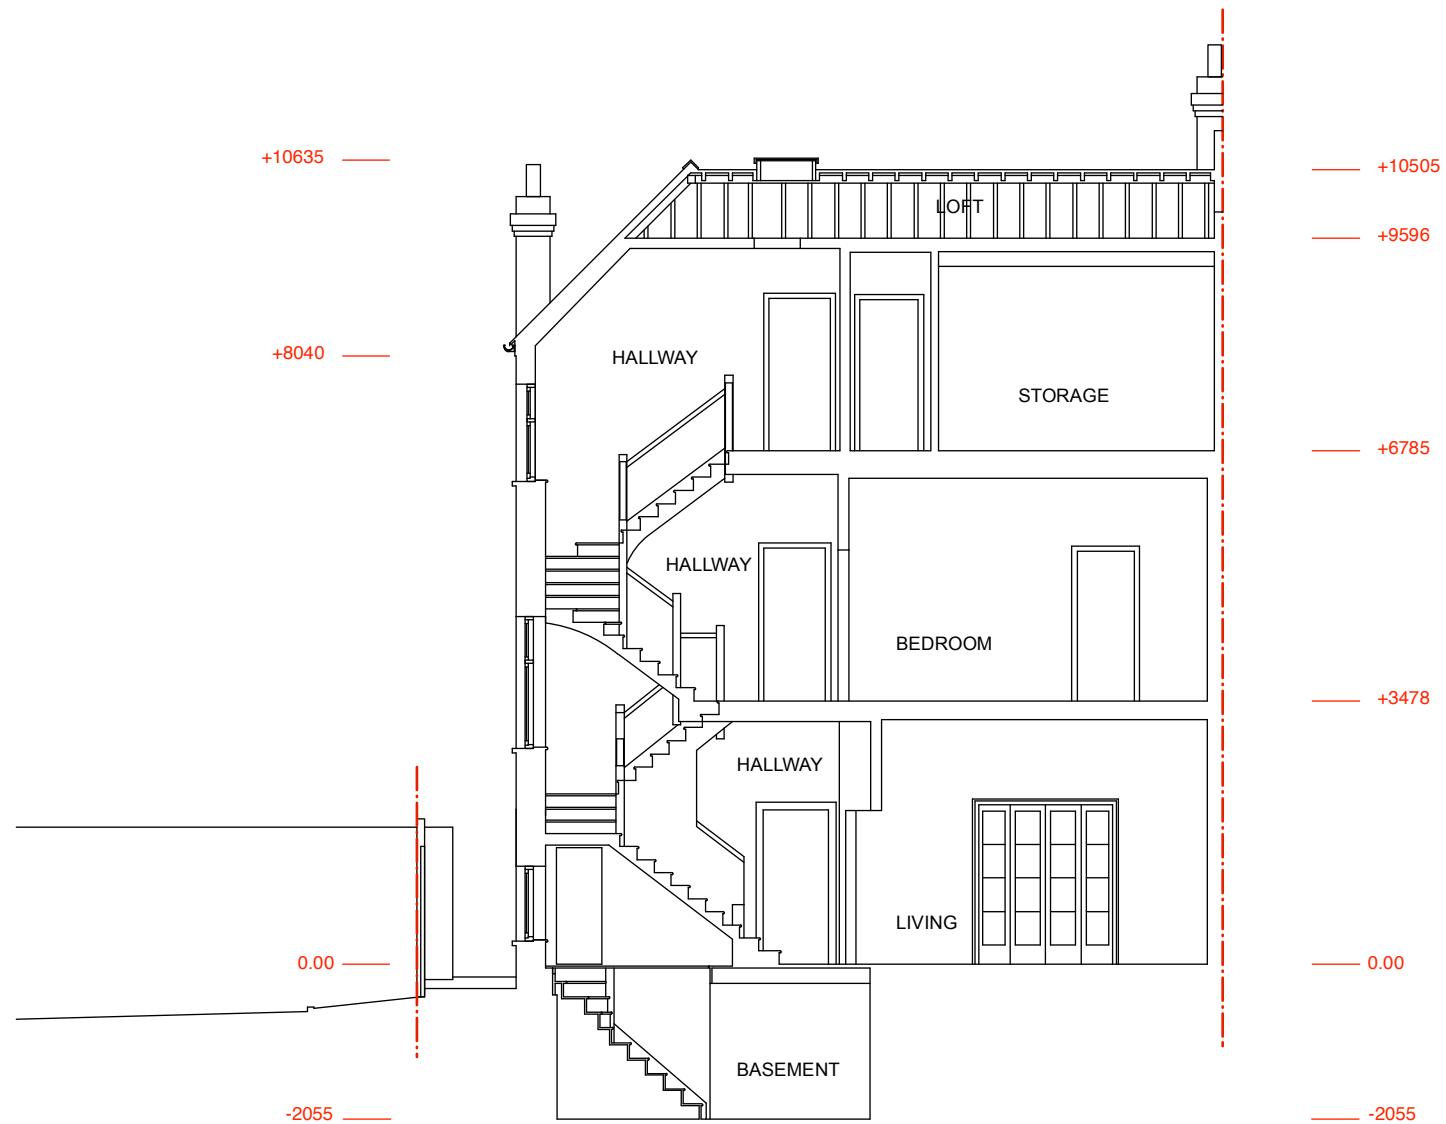 +10635
+10505
LOFT
+9596
+8040
HALLWAY
STORAGE
+6785
HALLWAY
BEDROOM
+3478
HALLWAY
LIVING
0.00
0.00
BASEMENT
-2055
-2055